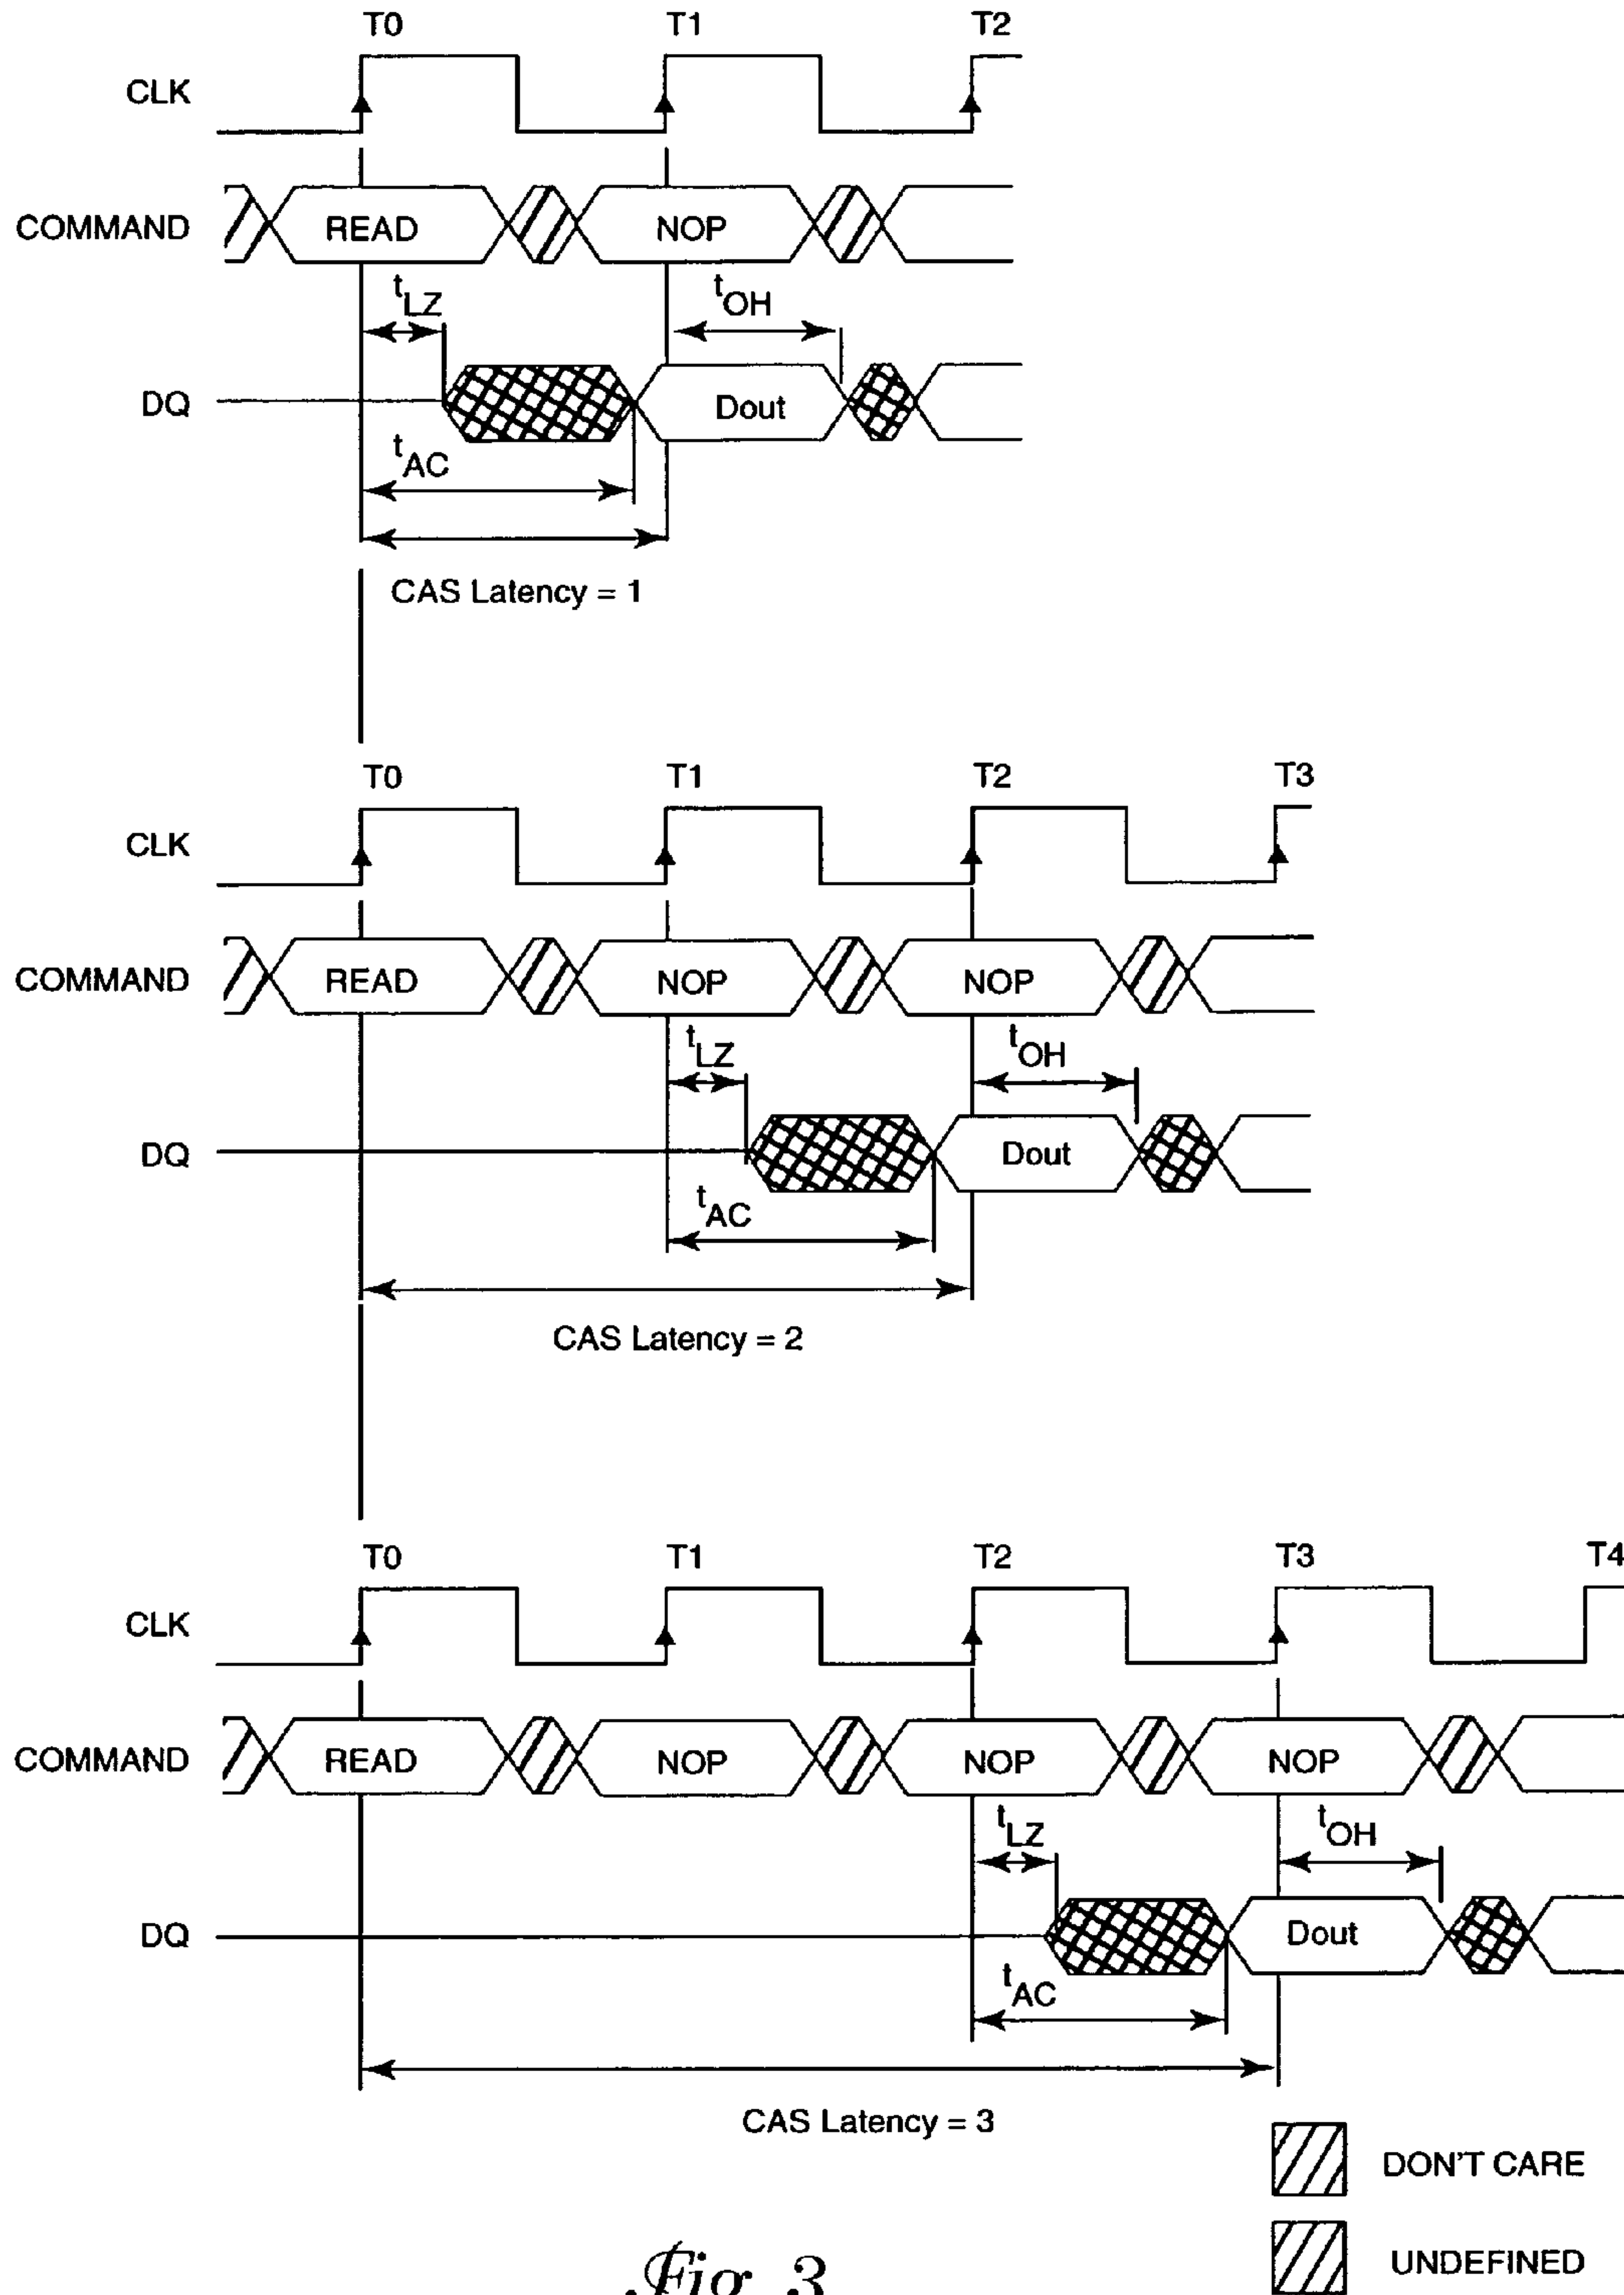 T0 T1 T2
CLK
COMMAND READ NOP
tLZ tOH
DQ Dout
tAC
CAS Latency = 1
T0 T1 T2 T3
CLK
COMMAND READ NOP NOP
tLZ tOH
DQ Dout
tAC
CAS Latency = 2
T0 T1 T2 T3 T4
CLK
COMMAND READ NOP NOP NOP
tLZ tOH
DQ Dout
tAC
CAS Latency = 3
DON'T CARE
UNDEFINED
Fig. 3